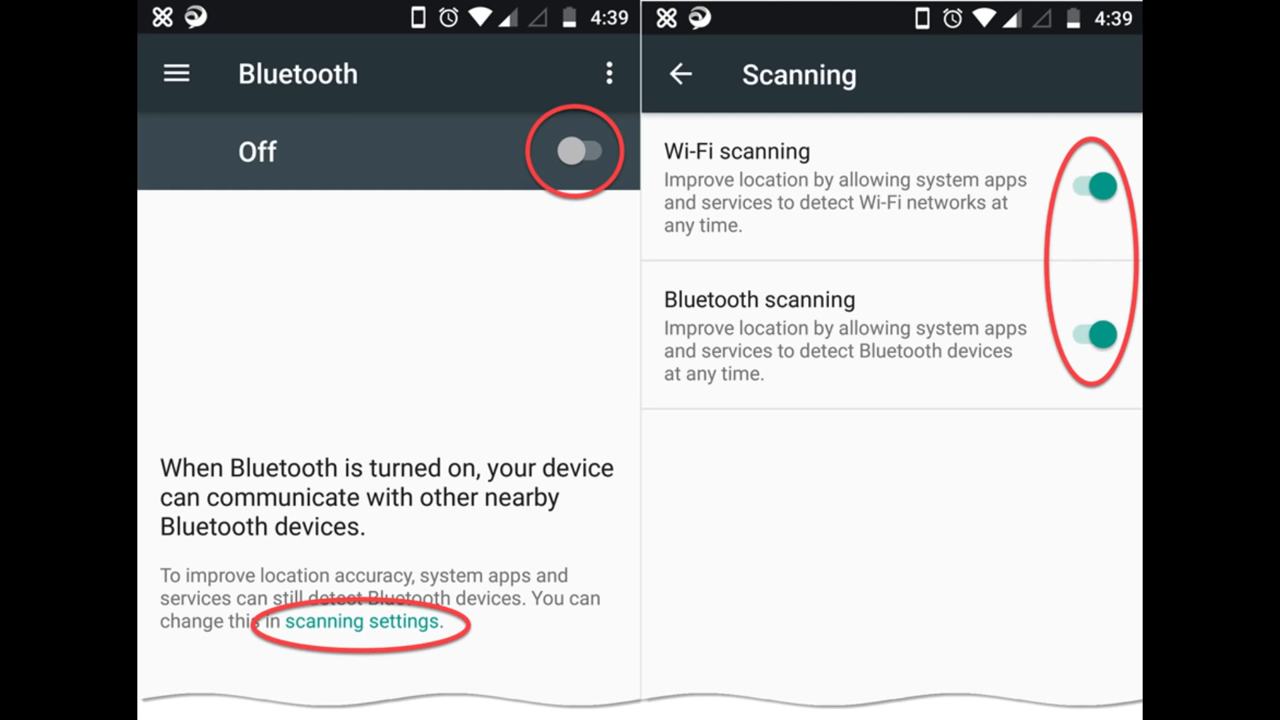 4:39
Bluetooth
Off
When Bluetooth is turned on, your device
can communicate with other nearby
Bluetooth devices.
To improve location accuracy, system apps and
services can still detect Bluetooth devices. You can
change this in scanning settings.
4:39
Scanning
Wi-Fi scanning
Improve location by allowing system apps
and services to detect Wi-Fi networks at
any time.
Bluetooth scanning
Improve location by allowing system apps
and services to detect Bluetooth devices
at any time.